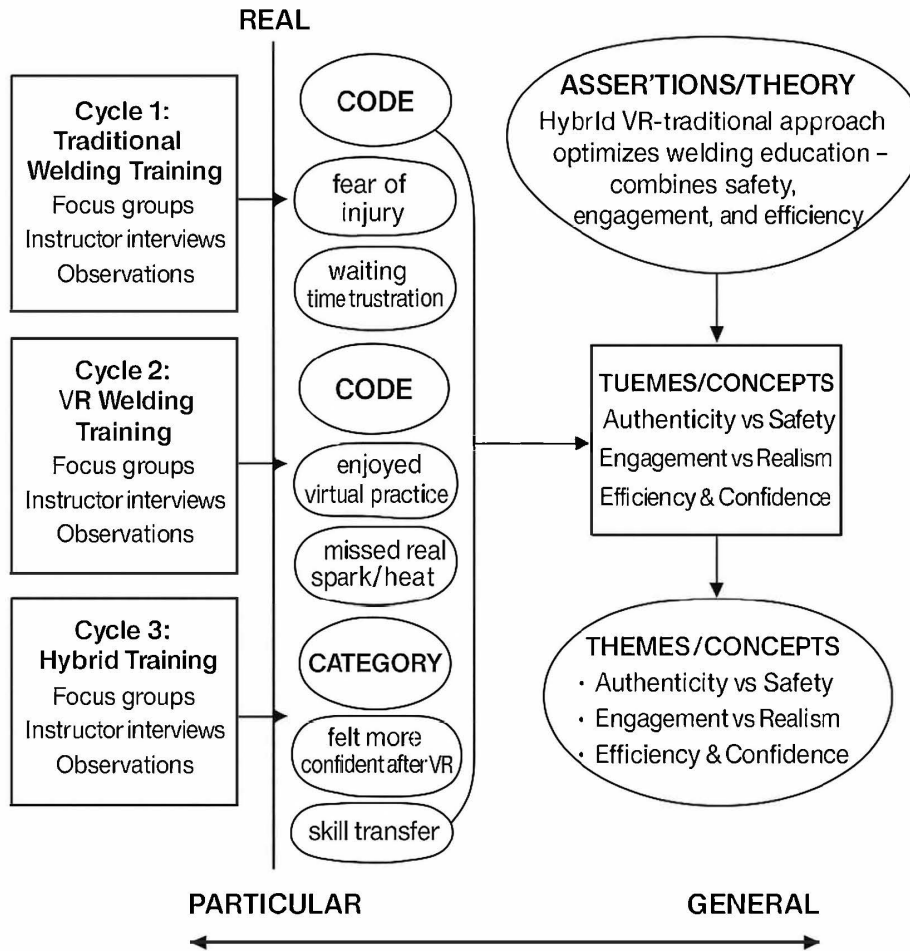 REAL
Cycle 1:
Traditional
Welding Training
Focus groups
Instructor interviews
Observations
CODE
fear of
injury
waiting
time trustration
Cycle 2:
VR Welding
Training
Focus groups
Instructor interviews
Observations
CODE
enjoyed
virtual practice
missed real
spark/heat
Cycle 3:
Hybrid Training
Focus groups
Instructor interviews
Observations
CATEGORY
felt more
confident after VR
skill transfer
ASSER'TIONS/THEORY
Hybrld VR-traditional approach
optimizes welding education –
combines safety,
engagement, and efficiency
TUEMES/CONCEPTS
Authenticity vs Safety
Engagement vs Realism
Efficiency & Confidence
THEMES/CONCEPTS
· Authenticity vs Safety
· Engagement vs Realism
· Efficiency & Confidence
PARTICULAR
GENERAL